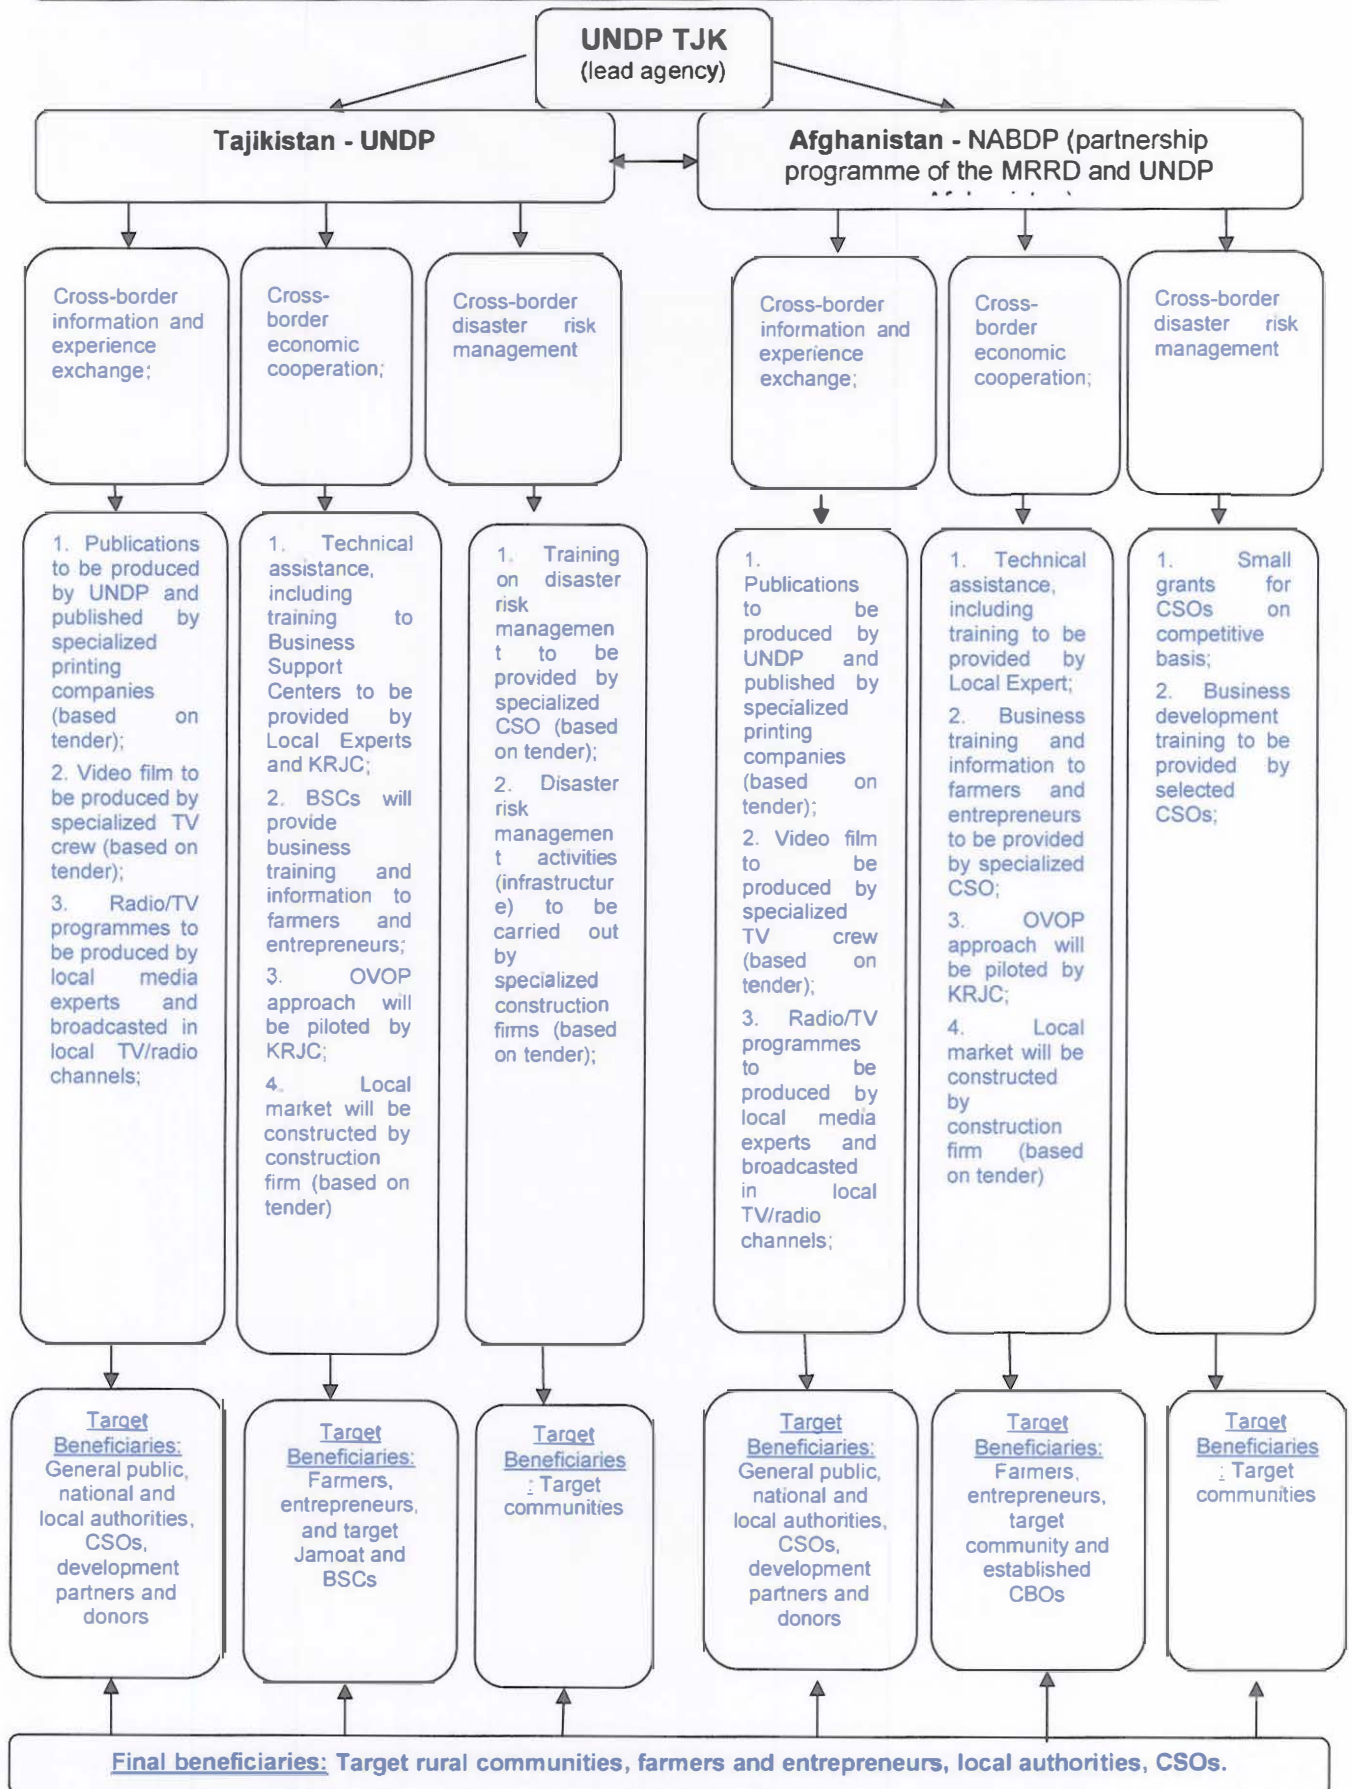 UNDP TJK
(lead agency)
Tajikistan - UNDP
Afghanistan - NABDP (partnership
programme of the MRRD and UNDP
Cross-border
information and
experience
exchange;
Cross-
border
economic
cooperation;
Cross-border
disaster risk
management
Cross-border
information and
experience
exchange;
Cross-
border
economic
cooperation;
Cross-border
disaster risk
management
1. Publications
to be produced
by UNDP and
published by
specialized
printing
companies
(based on
tender);
2. Video film to
be produced by
specialized TV
crew (based on
tender);
3. Radio/TV
programmes to
be produced by
local media
experts and
broadcasted in
local TV/radio
channels;
1. Technical
assistance,
including
training to
Business
Support
Centers to be
provided by
Local Experts
and KRJC;
2. BSCs will
provide
business
training and
information to
farmers and
entrepreneurs;
3. OVOP
approach will
be piloted by
KRJC;
4. Local
market will be
constructed by
construction
firm (based on
tender)
1. Training
on disaster
risk
managemen
t to be
provided by
specialized
CSO (based
on tender);
2. Disaster
risk
managemen
t activities
(infrastructur
e) to be
carried out
by
specialized
construction
firms (based
on tender);
1.
Publications
to be
produced by
UNDP and
published by
specialized
printing
companies
(based on
tender);
2. Video film
to be
produced by
specialized
TV crew
(based on
tender);
3. Radio/TV
programmes
to be
produced by
local media
experts and
broadcasted
in local
TV/radio
channels;
1. Technical
assistance,
including
training to be
provided by
Local Expert;
2. Business
training and
information to
farmers and
entrepreneurs
to be provided
by specialized
CSO;
3. OVOP
approach will
be piloted by
KRJC;
4. Local
market will be
constructed
by
construction
firm (based
on tender)
1. Small
grants for
CSOs on
competitive
basis;
2. Business
development
training to be
provided by
selected
CSOs;
Target
Beneficiaries:
General public,
national and
local authorities,
CSOs,
development
partners and
donors
Target
Beneficiaries:
Farmers,
entrepreneurs,
and target
Jamoat and
BSCs
Target
Beneficiaries
: Target
communities
Target
Beneficiaries:
General public,
national and
local authorities,
CSOs,
development
partners and
donors
Target
Beneficiaries:
Farmers,
entrepreneurs,
target
community and
established
CBOs
Target
Beneficiaries
: Target
communities
Final beneficiaries: Target rural communities, farmers and entrepreneurs, local authorities, CSOs.